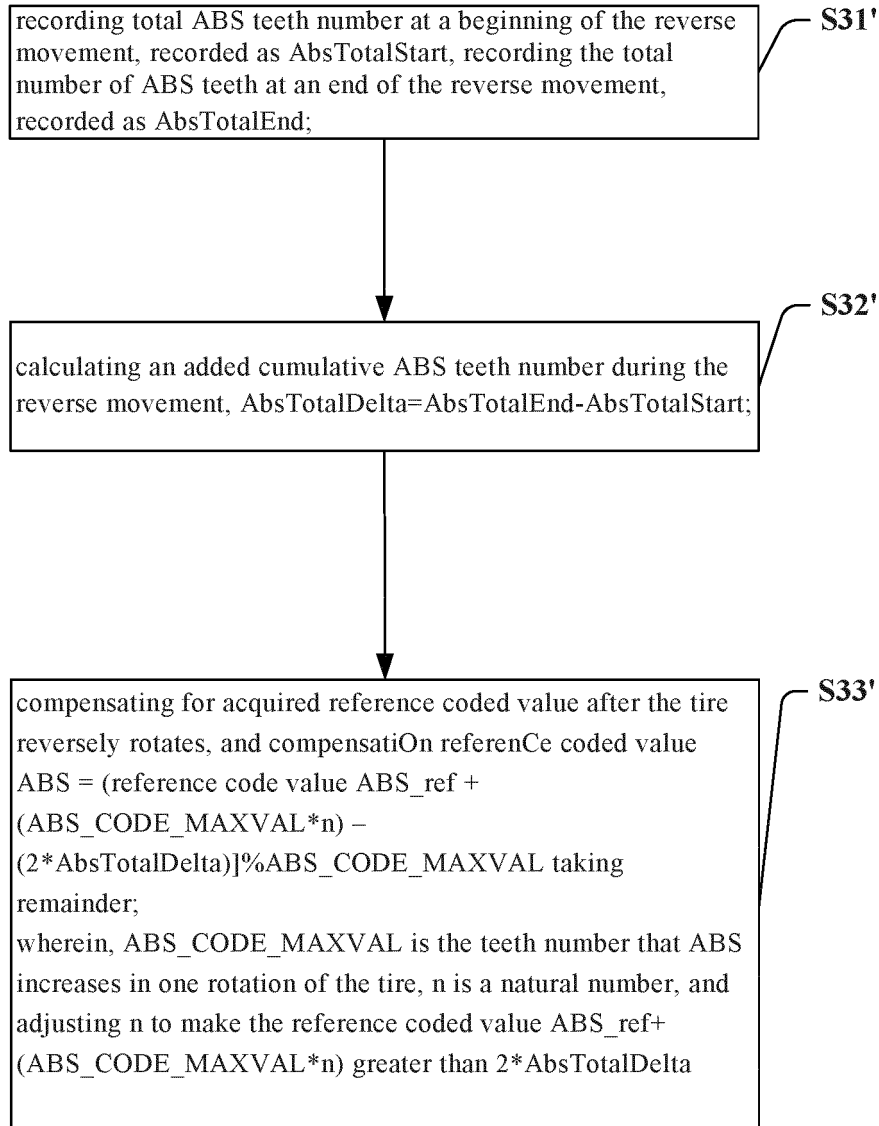 recording total ABS teeth number at a beginning of the reverse
movement, recorded as AbsTotalStart, recording the total
number of ABS teeth at an end of the reverse movement,
recorded as AbsTotalEnd;
S31'
calculating an added cumulative ABS teeth number during the
reverse movement, AbsTotalDelta=AbsTotalEnd-AbsTotalStart;
S32'
compensating for acquired reference coded value after the tire
reversely rotates, and compensatiOn referenCe coded value
ABS = (reference code value ABS_ref +
(ABS_CODE_MAXVAL*n) –
(2*AbsTotalDelta)]%ABS_CODE_MAXVAL taking
remainder;
wherein, ABS_CODE_MAXVAL is the teeth number that ABS
increases in one rotation of the tire, n is a natural number, and
adjusting n to make the reference coded value ABS_ref+
(ABS_CODE_MAXVAL*n) greater than 2*AbsTotalDelta
S33'